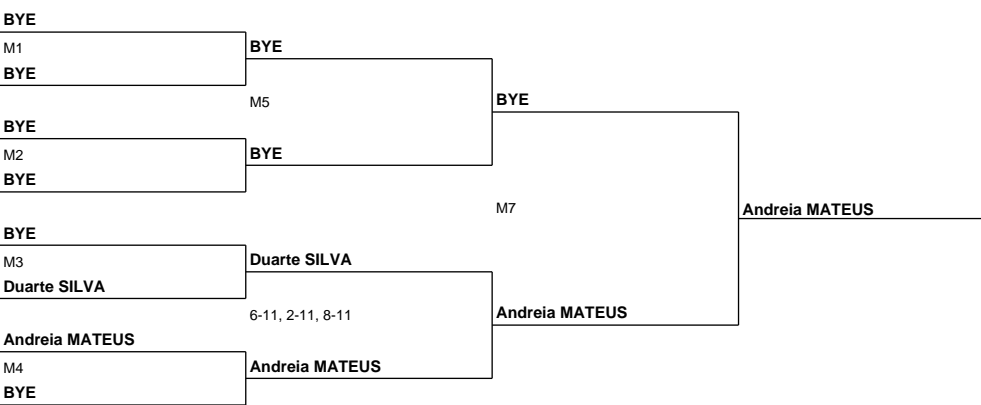 BYE
M1
BYE
BYE
M5
BYE
BYE
M2
BYE
BYE
M7
Andreia MATEUS
BYE
M3
Duarte SILVA
Duarte SILVA
6-11, 2-11, 8-11
Andreia MATEUS
Andreia MATEUS
M4
Andreia MATEUS
BYE